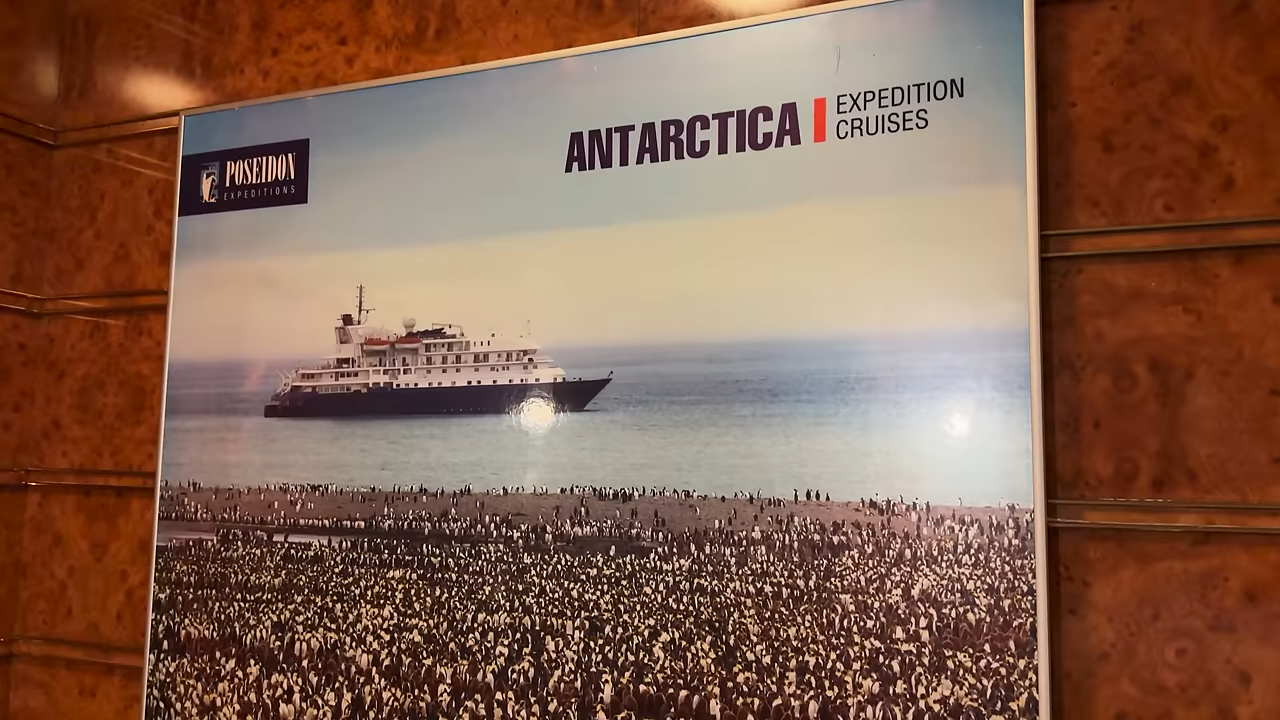 POSEIDON
EXPEDITIONS
ANTARCTICA
EXPEDITION
CRUISES